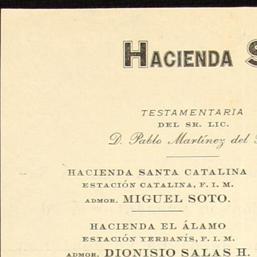 HACIENDA
TESTAMENTARIA
DEL SR. LIC.
D. Pablo Martínez del
HACIENDA SANTA CATALINA
ESTACIÓN CATALINA, F. I. M.
ADMOR. MIGUEL SOTO.
HACIENDA EL ÁLAMO
ESTACIÓN YERBANÍS, F. I. M.
ADMOR. DIONISIO SALAS H.